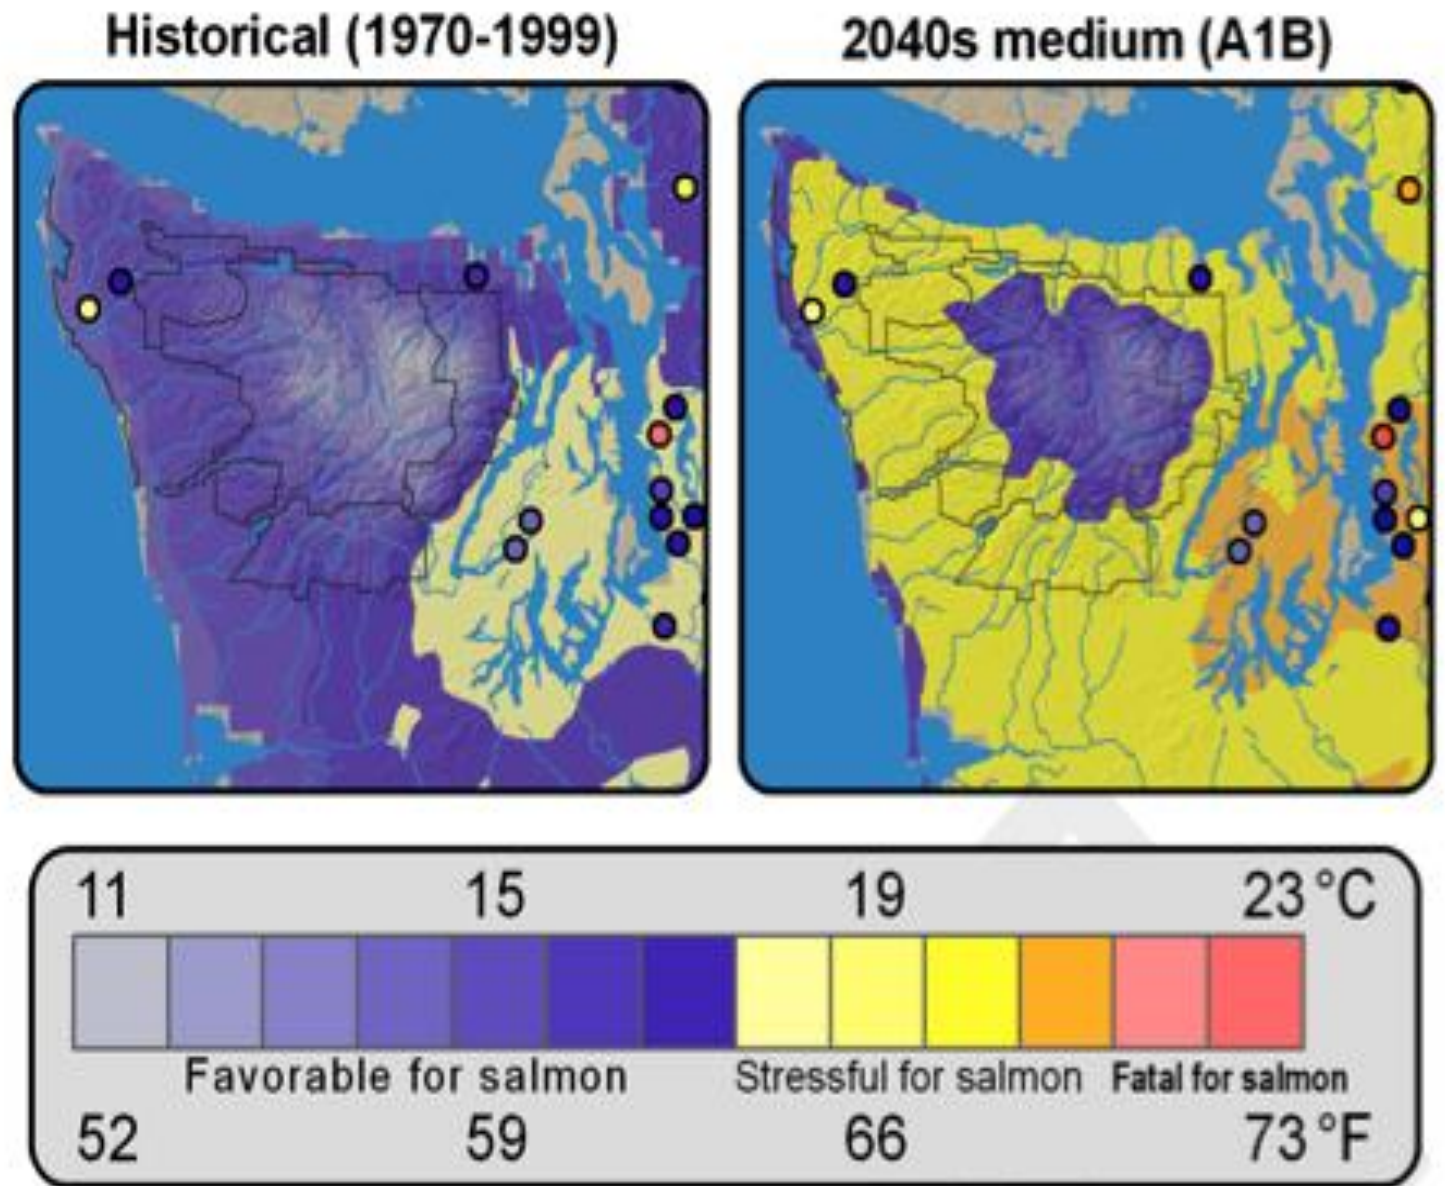 Historical (1970-1999) 2040s medium (A1B)
11 15 19 23 °C
Favorable for salmon Stressful for salmon Fatal for salmon
52 59 66 73 °F